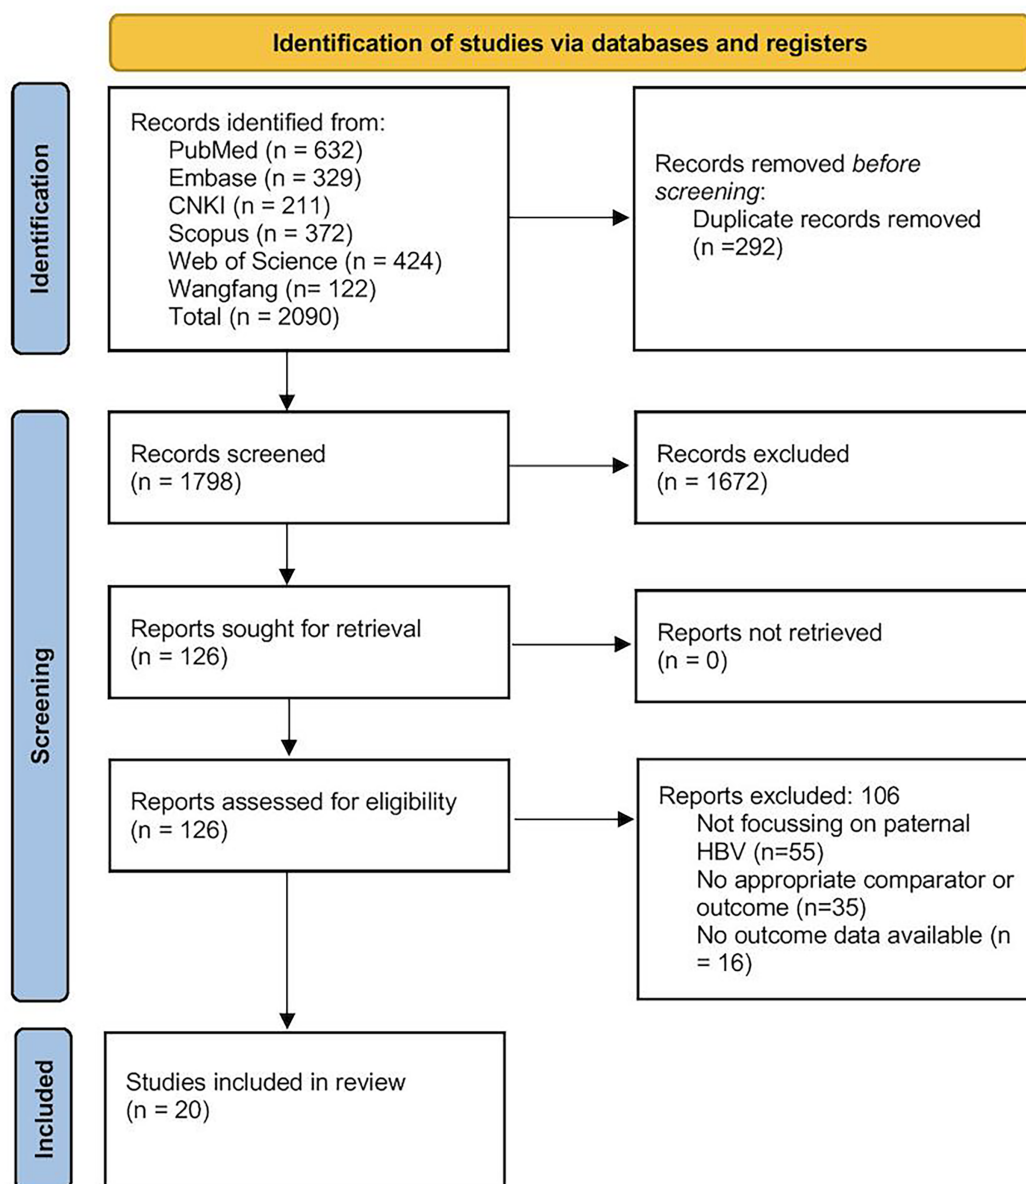 Identification of studies via databases and registers
Identification
Records identified from:
PubMed (n = 632)
Embase (n = 329)
CNKI (n = 211)
Scopus (n = 372)
Web of Science (n = 424)
Wangfang (n= 122)
Total (n = 2090)
Records removed before
screening:
Duplicate records removed
(n =292)
Screening
Records screened
(n = 1798)
Records excluded
(n = 1672)
Reports sought for retrieval
(n = 126)
Reports not retrieved
(n = 0)
Reports assessed for eligibility
(n = 126)
Reports excluded: 106
Not focussing on paternal
HBV (n=55)
No appropriate comparator or
outcome (n=35)
No outcome data available (n
= 16)
Included
Studies included in review
(n = 20)